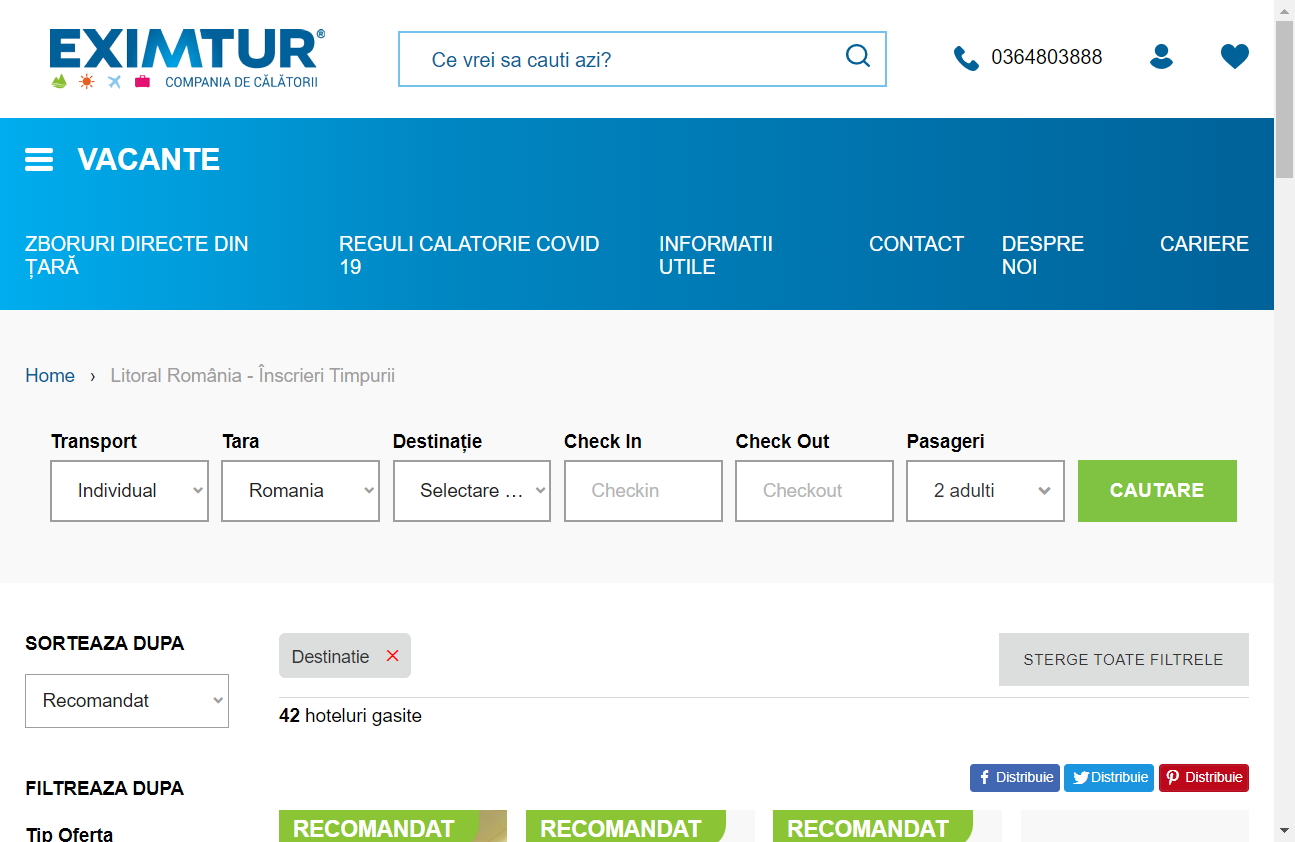 EXIMTUR®
COMPANIA DE CĂLĂTORII
Ce vrei sa cauti azi?
0364803888
VACANTE
ZBORURI DIRECTE DIN
ȚARĂ
REGULI CALATORIE COVID
19
INFORMATII
UTILE
CONTACT
DESPRE
NOI
CARIERE
Home › Litoral România - Înscrieri Timpurii
Transport
Tara
Destinație
Check In
Check Out
Pasageri
Individual
Romania
Selectare ...
Checkin
Checkout
2 adulti
CAUTARE
SORTEAZA DUPA
Recomandat
Destinatie
STERGE TOATE FILTRELE
42 hoteluri gasite
FILTREAZA DUPA
Tip Oferta
Distribuie
Distribuie
Distribuie
RECOMANDAT
RECOMANDAT
RECOMANDAT